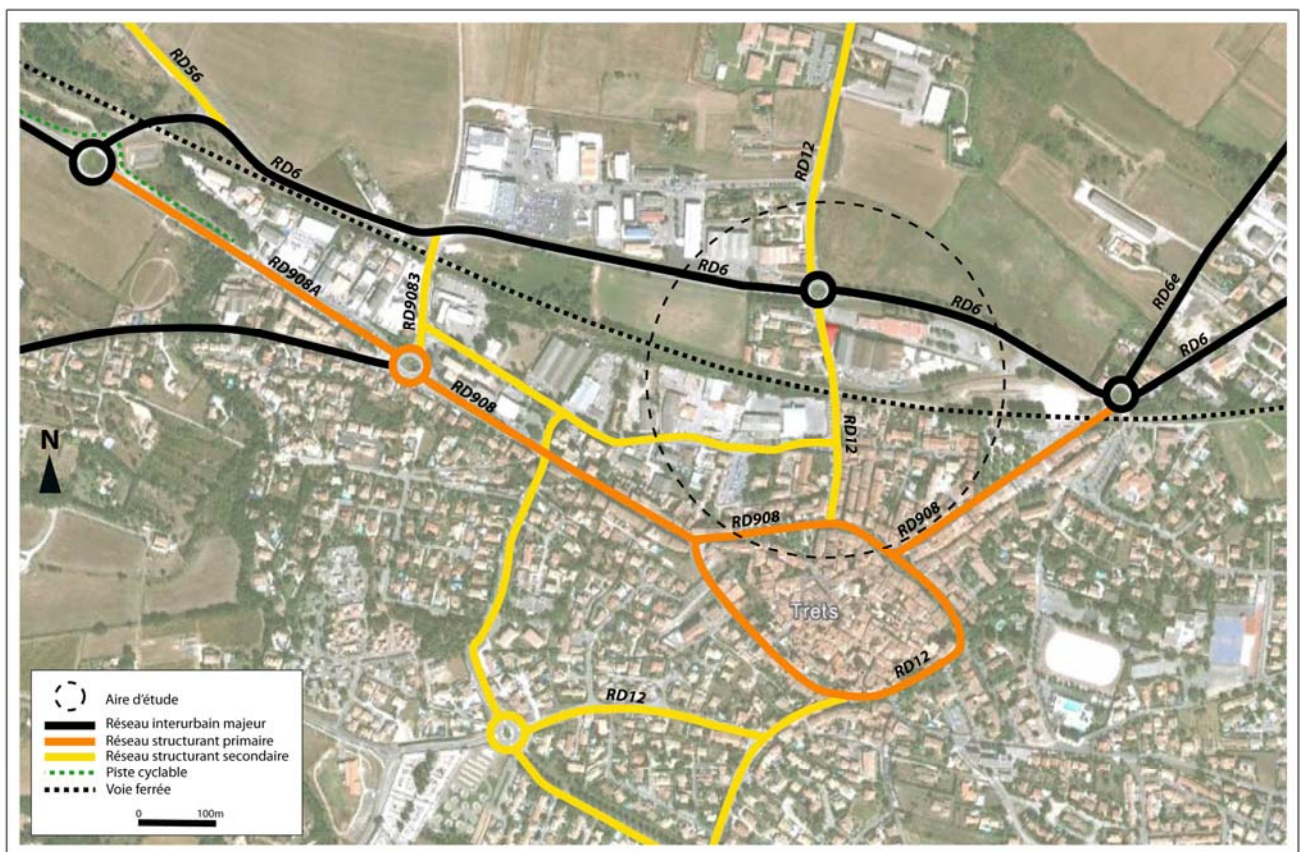 RD56
RD12
RD6
RD6
RD6
RD6e
RD6
RD908A
RD9083
RD908
RD12
N
RD908
RD908
Trets
RD12
RD12
Aire d'étude
Réseau interurbain majeur
Réseau structurant primaire
Réseau structurant secondaire
Piste cyclable
Voie ferrée
0 100m